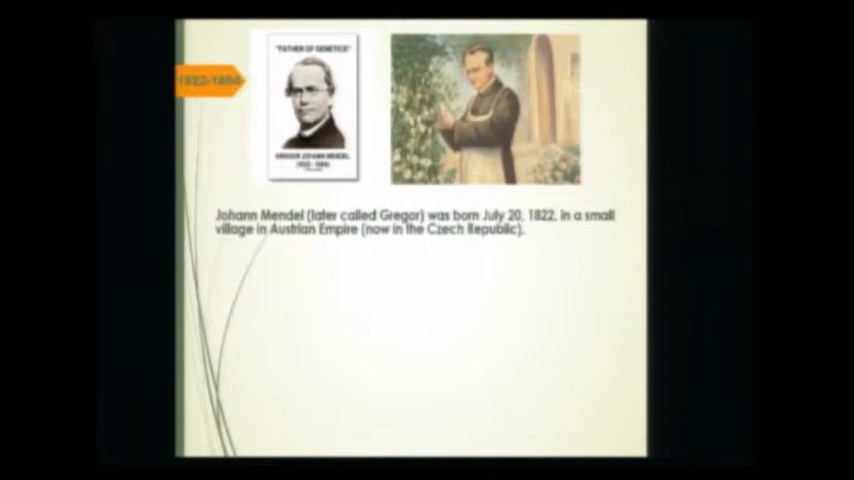 1822-1884
"FATHER OF GENETICS"
GREGOR JOHANN MENDEL
1822 - 1884
Johann Mendel (later called Gregor) was born July 20, 1822, in a small
village in Austrian Empire (now in the Czech Republic).